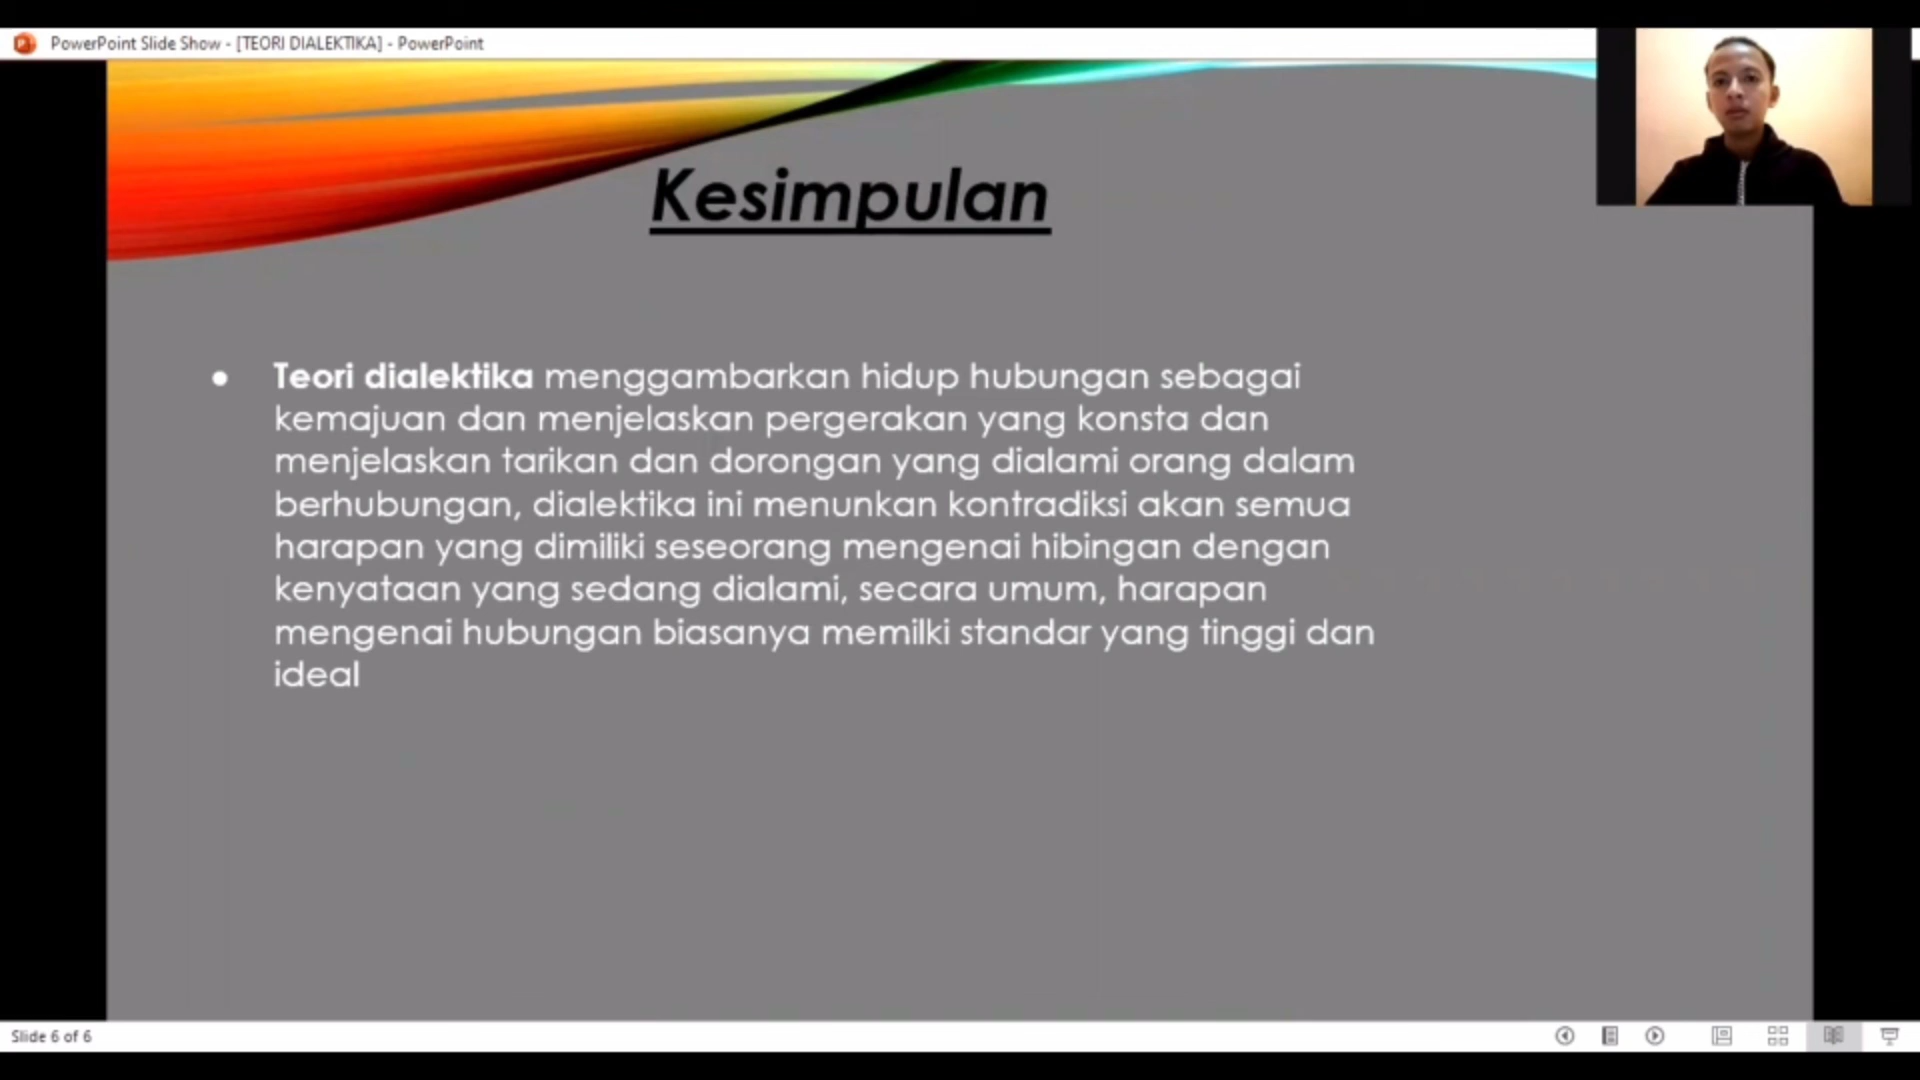 PowerPoint Slide Show - [TEORI DIALEKTIKA] - PowerPoint
Kesimpulan
• Teori dialektika menggambarkan hidup hubungan sebagai
kemajuan dan menjelaskan pergerakan yang konsta dan
menjelaskan tarikan dan dorongan yang dialami orang dalam
berhubungan, dialektika ini menunkan kontradiksi akan semua
harapan yang dimiliki seseorang mengenai hibingan dengan
kenyataan yang sedang dialami, secara umum, harapan
mengenai hubungan biasanya memilki standar yang tinggi dan
ideal
Slide 6 of 6